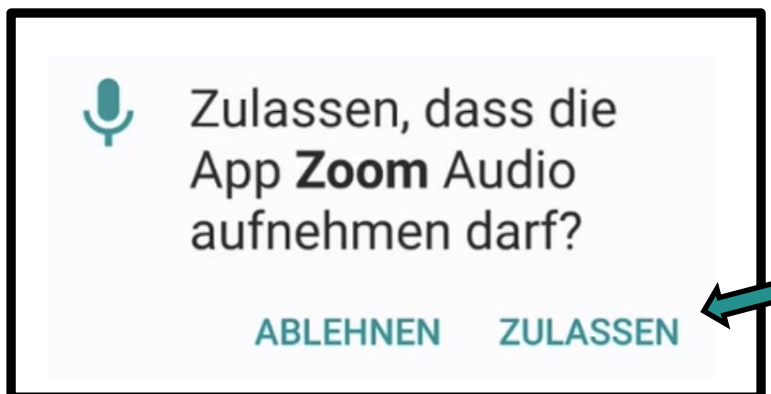 Zulassen, dass die
App Zoom Audio
aufnehmen darf?
ABLEHNEN ZULASSEN